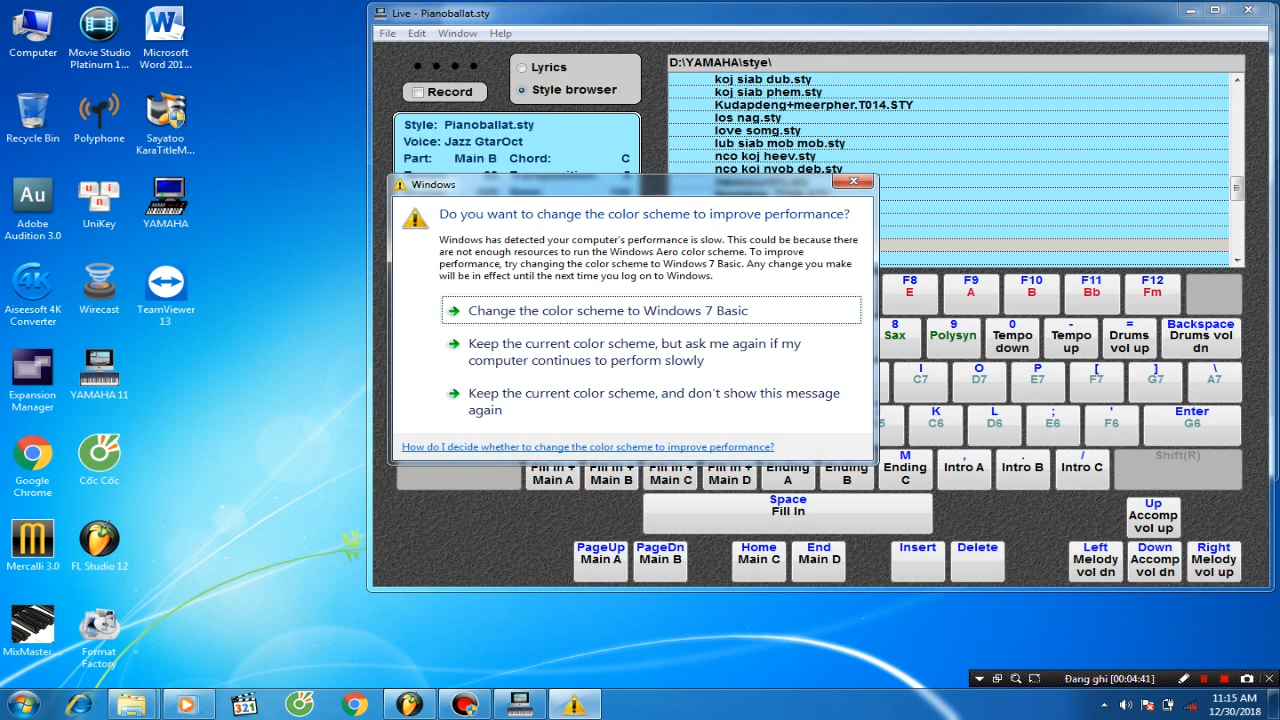 Computer
Movie Studio
Platinum 1...
Microsoft
Word 201...
Recycle Bin
Polyphone
Sayatoo
KaraTitleM...
Au
Adobe
Audition 3.0
UniKey
YAMAHA
4K
Aiseesoft 4K
Converter
Wirecast
TeamViewer
13
Expansion
Manager
YAMAHA 11
Google
Chrome
Cốc Cốc
Mercalli 3.0
FL Studio 12
MixMaster...
Format
Factory
Live - Pianoballat.sty
File Edit Window Help
Record
Lyrics
Style browser
Style: Pianoballat.sty
Voice: Jazz GtarOct
Part: Main B Chord: C
D:\YAMAHA\stye\
koj siab dub.sty
koj siab phem.sty
Kudapdeng+meerpher.T014.STY
los nag.sty
love somg.sty
lub siab mob mob.sty
nco koj heev.sty
nco koj nyob deb.sty
Windows
Do you want to change the color scheme to improve performance?
Windows has detected your computer's performance is slow. This could be because there
are not enough resources to run the Windows Aero color scheme. To improve
performance, try changing the color scheme to Windows 7 Basic. Any change you make
will be in effect until the next time you log on to Windows.
Change the color scheme to Windows 7 Basic
Keep the current color scheme, but ask me again if my
computer continues to perform slowly
Keep the current color scheme, and don't show this message
again
How do I decide whether to change the color scheme to improve performance?
F8 F9 F10 F11 F12
E A B Bb Fm
8 9 0 - = Backspace
Sax Polysyn Tempo down Tempo up Drums vol up Drums vol dn
I O P [ ] \
C7 D7 E7 F7 G7 A7
K L ; ' Enter
C6 D6 E6 F6 G6
M , . / Shift(R)
Fill In + Main A Fill In + Main B Fill In + Main C Fill In + Main D Ending A Ending B Ending C Intro A Intro B Intro C
Space
Fill In
Up
Accomp
vol up
PageUp PageDn Home End Insert Delete Left Down Right
Main A Main B Main C Main D Melody vol dn Accomp vol dn Melody vol up
Đang ghi [00:04:41]
321
11:15 AM
12/30/2018